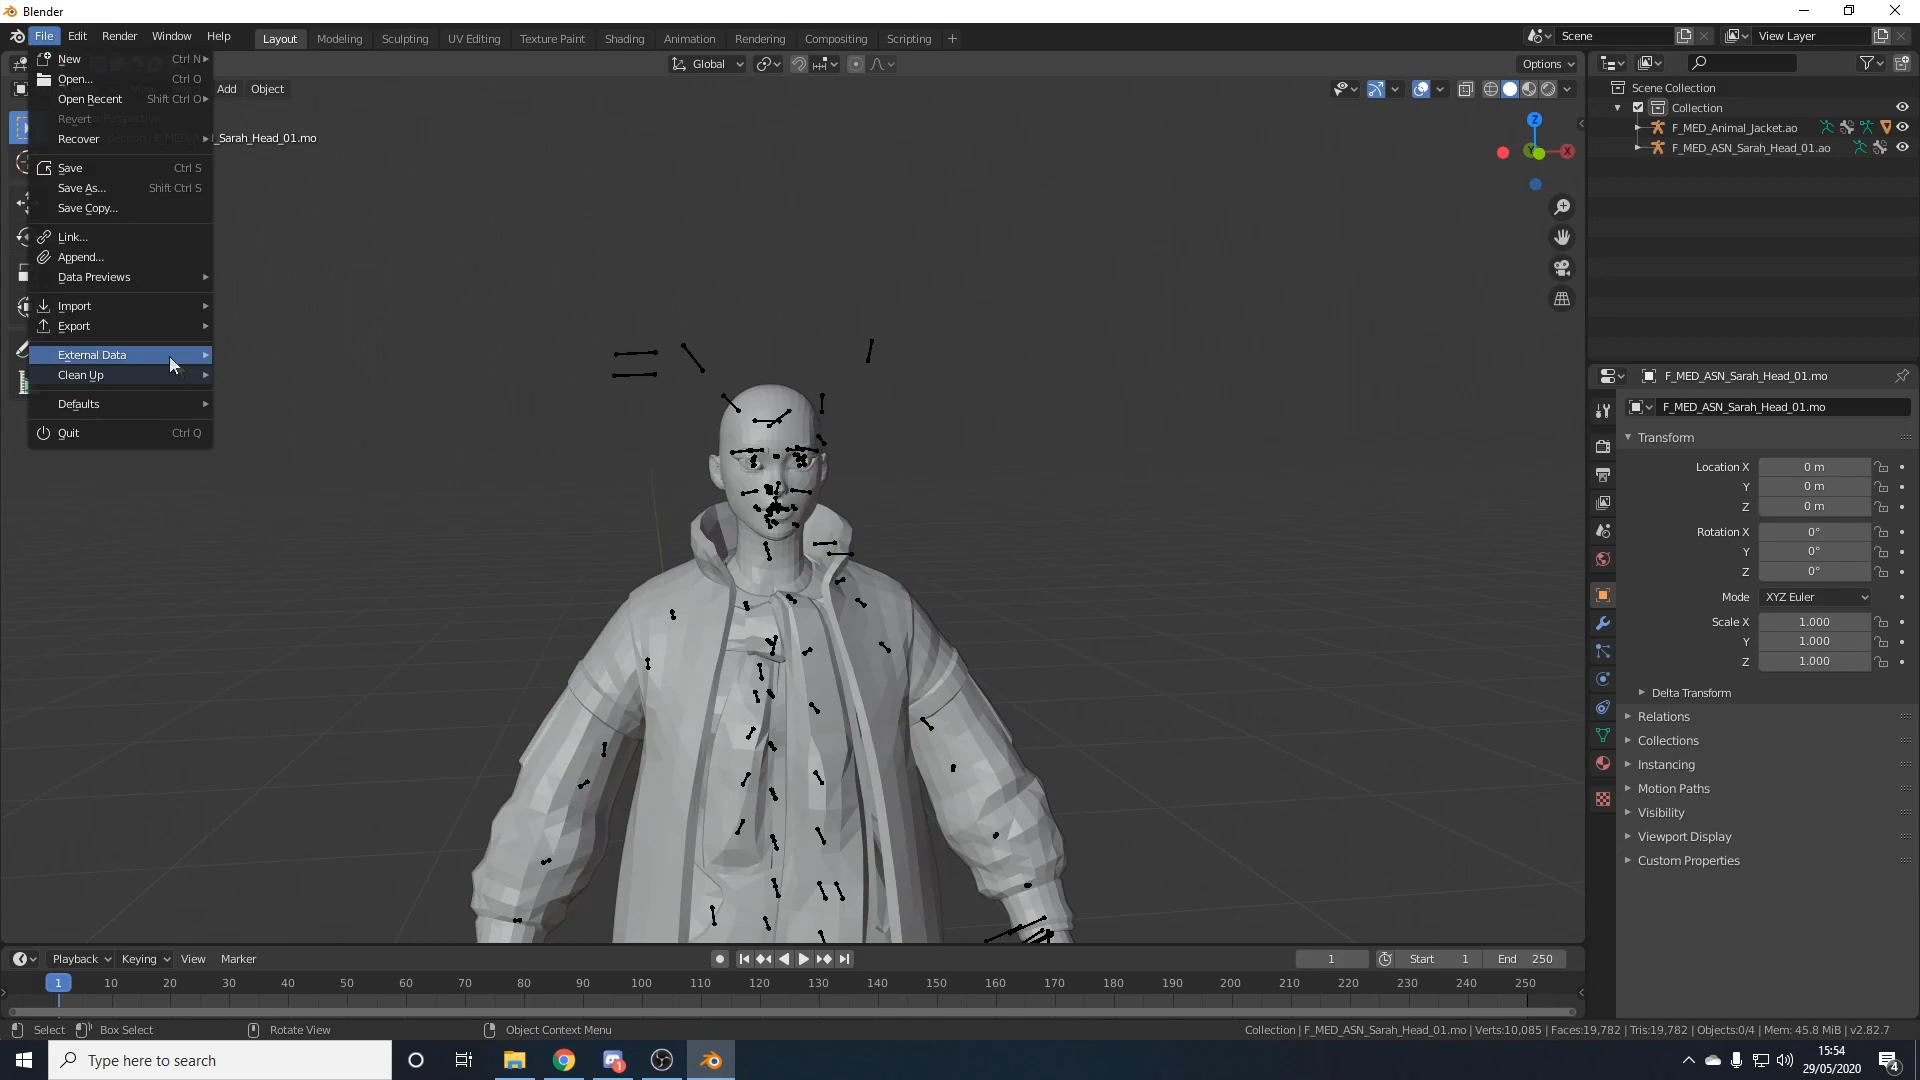 Blender
File Edit Render Window Help
Layout Modeling Sculpting UV Editing Texture Paint Shading Animation Rendering Compositing Scripting +
Scene
View Layer
New Ctrl N
Open... Ctrl O
Open Recent Shift Ctrl O
Revert
Recover
Save Ctrl S
Save As... Shift Ctrl S
Save Copy...
Link...
Append...
Data Previews
Import
Export
External Data
Clean Up
Defaults
Quit Ctrl Q
Global
Options
Add Object
_Sarah_Head_01.mo
Z
X
Scene Collection
Collection
F_MED_Animal_Jacket.ao
F_MED_ASN_Sarah_Head_01.ao
F_MED_ASN_Sarah_Head_01.mo
F_MED_ASN_Sarah_Head_01.mo
Transform
Location X 0 m
Y 0 m
Z 0 m
Rotation X 0°
Y 0°
Z 0°
Mode XYZ Euler
Scale X 1.000
Y 1.000
Z 1.000
Delta Transform
Relations
Collections
Instancing
Motion Paths
Visibility
Viewport Display
Custom Properties
Playback Keying View Marker
1
Start 1
End 250
1 10 20 30 40 50 60 70 80 90 100 110 120 130 140 150 160 170 180 190 200 210 220 230 240 250
Select Box Select Rotate View Object Context Menu
Collection | F_MED_ASN_Sarah_Head_01.mo | Verts:10,085 | Faces:19,782 | Tris:19,782 | Objects:0/4 | Mem: 45.8 MiB | v2.82.7
Type here to search
1
15:54
29/05/2020
4